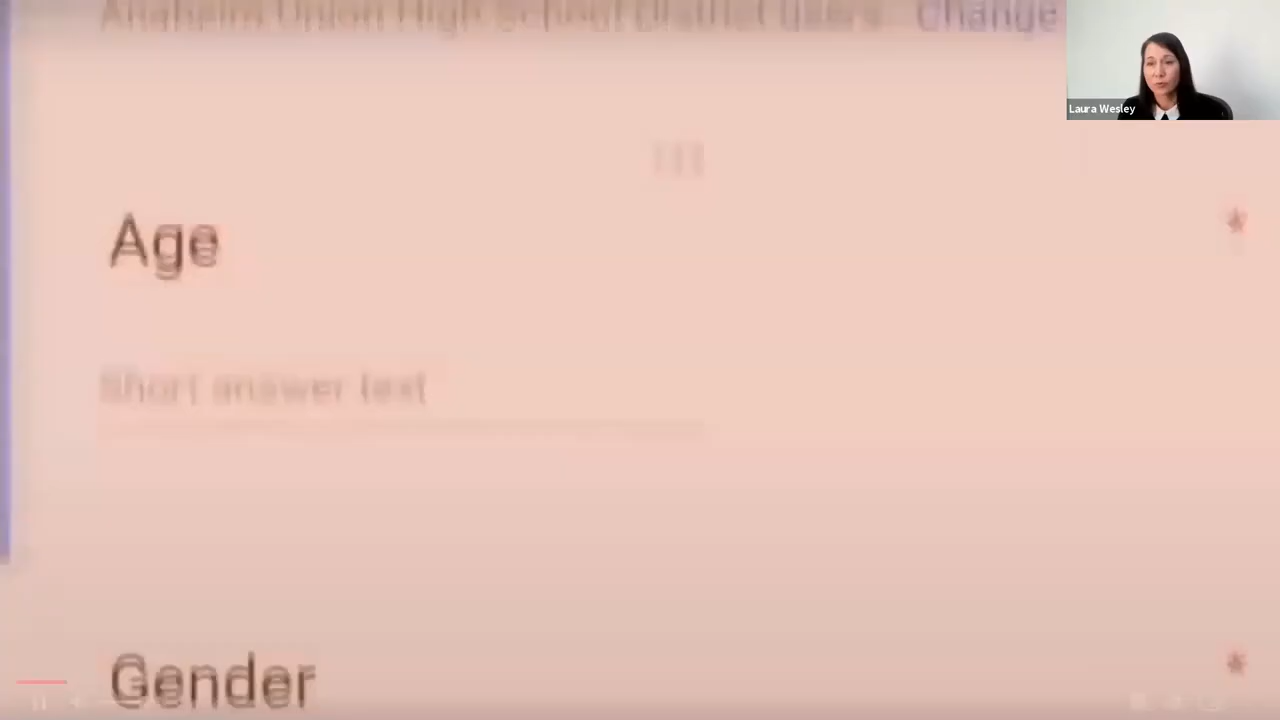 Anaheim Union High School District users. Change
Laura Wesley
Age
*
Short answer text
Gender
*